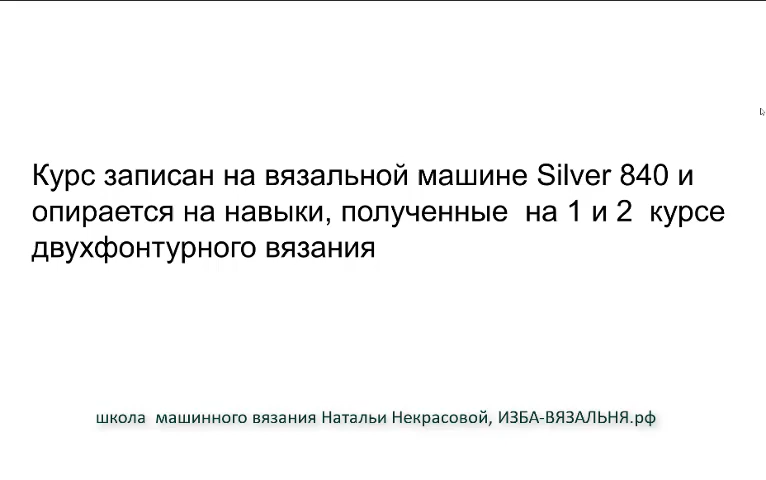 Курс записан на вязальной машине Silver 840 и
опирается на навыки, полученные  на 1 и 2  курсе
двухфонтурного вязания
школа  машинного вязания Натальи Некрасовой, ИЗБА-ВЯЗАЛЬНЯ.рф